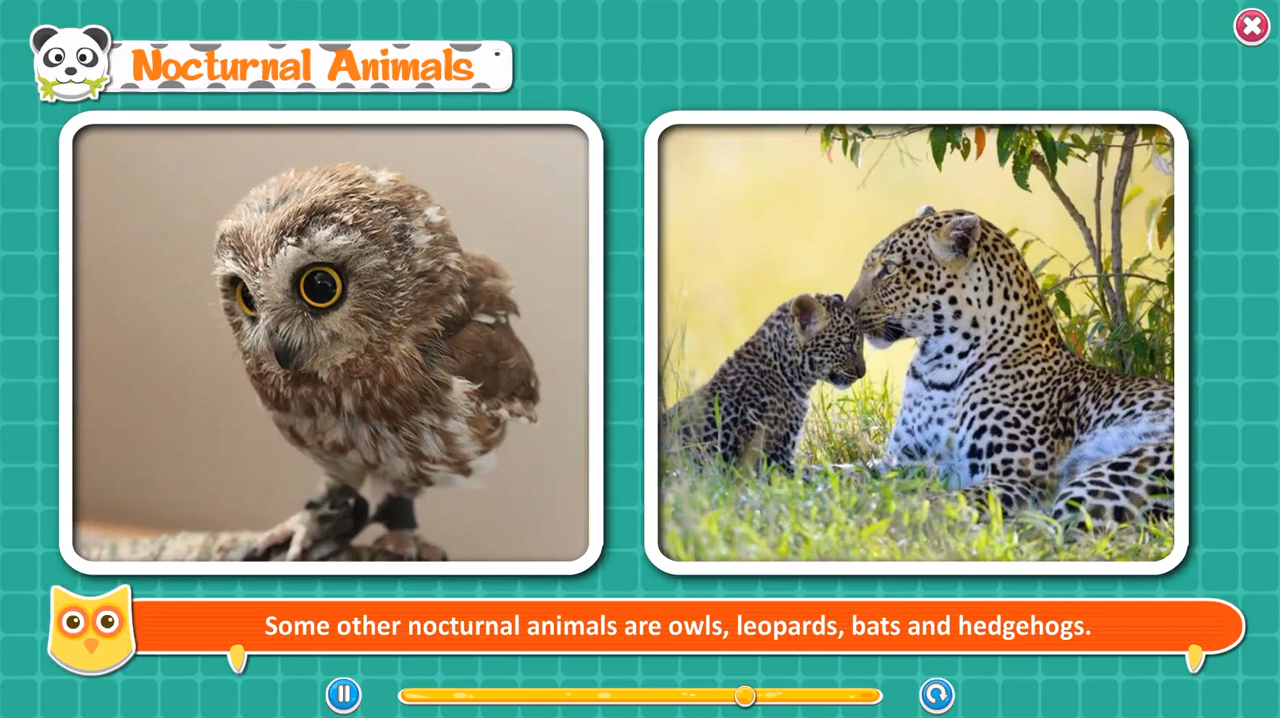 Nocturnal Animals
Some other nocturnal animals are owls, leopards, bats and hedgehogs.